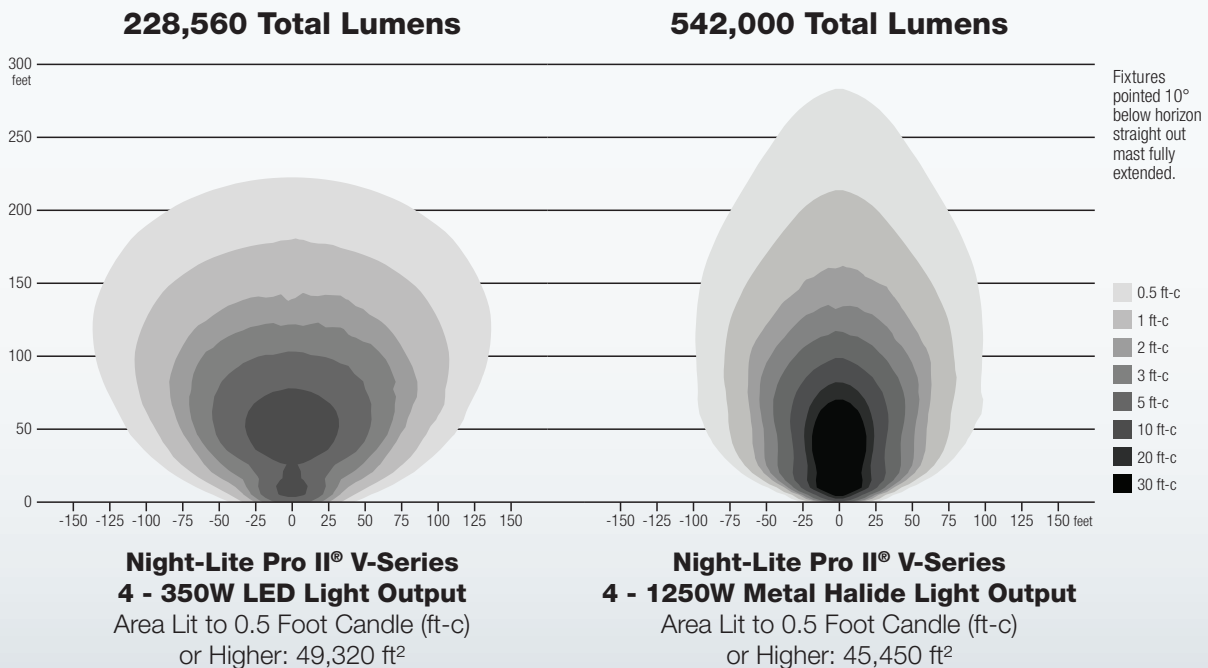 228,560 Total Lumens
542,000 Total Lumens
300
feet
250
200
150
100
50
0
Fixtures
pointed 10°
below horizon
straight out
mast fully
extended.
0.5 ft-c
1 ft-c
2 ft-c
3 ft-c
5 ft-c
10 ft-c
20 ft-c
30 ft-c
-150 -125 -100 -75 -50 -25 0 25 50 75 100 125 150
-150 -125 -100 -75 -50 -25 0 25 50 75 100 125 150 feet
Night-Lite Pro II® V-Series
4 - 350W LED Light Output
Area Lit to 0.5 Foot Candle (ft-c)
or Higher: 49,320 ft²
Night-Lite Pro II® V-Series
4 - 1250W Metal Halide Light Output
Area Lit to 0.5 Foot Candle (ft-c)
or Higher: 45,450 ft²